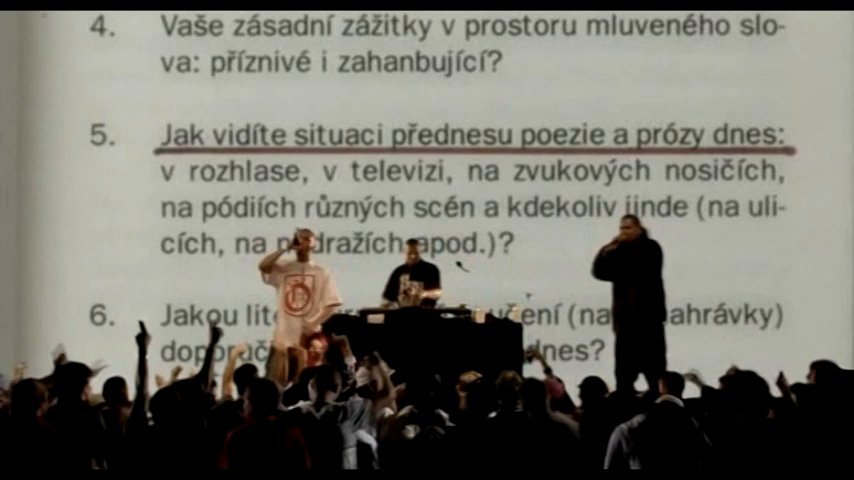 4. Vaše zásadní zážitky v prostoru mluveného slo-
va: příznivé i zahanbující?
5. Jak vidíte situaci přednesu poezie a prózy dnes:
v rozhlase, v televizi, na zvukových nosičích,
na pódiích různých scén a kdekoliv jinde (na uli-
cích, na apod.)?
6. Jakou
dnes?